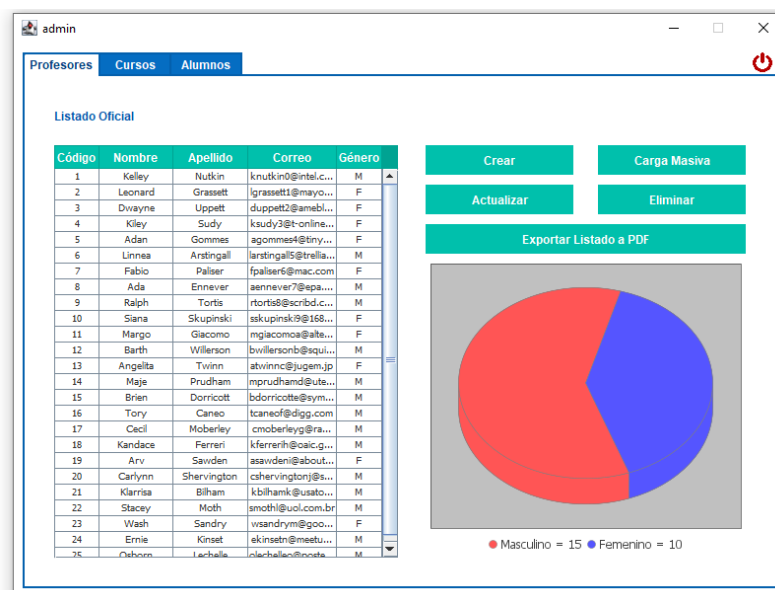 admin
Profesores Cursos Alumnos
Listado Oficial
Código Nombre Apellido Correo Género
1 Kelley Nutkin knutkin0@intel.c... M
2 Leonard Grassett lgrassett1@mayo... F
3 Dwayne Uppett duppett2@amebl... F
4 Kiley Sudy ksudy3@t-online... F
5 Adan Gommes agommes4@tiny... F
6 Linnea Arstingall larstingall5@trellia... M
7 Fabio Paliser fpaliser6@mac.com F
8 Ada Ennever aennever7@epa.... M
9 Ralph Tortis rtortis8@scribd.c... M
10 Siana Skupinski sskupinski9@168... F
11 Margo Giacomo mgiacomoa@alte... F
12 Barth Willerson bwillersonb@squi... M
13 Angelita Twinn atwinnc@jugem.jp F
14 Maje Prudham mprudhamd@ute... M
15 Brien Dorricott bdorricotte@sym... M
16 Tory Caneo tcaneof@digg.com M
17 Cecil Moberley cmoberleyg@ra... M
18 Kandace Ferreri kferrerih@oaic.g... M
19 Arv Sawden asawdeni@about... F
20 Carlynn Shervington cshervingtonj@s... M
21 Klarrisa Bilham kbilhamk@usato... M
22 Stacey Moth smothl@uol.com.br M
23 Wash Sandry wsandrym@goo... F
24 Ernie Kinset ekinsetn@meetu... M
25 Osborn Lechelle olechelleo@poste... M
Crear Carga Masiva
Actualizar Eliminar
Exportar Listado a PDF
Masculino = 15 Femenino = 10